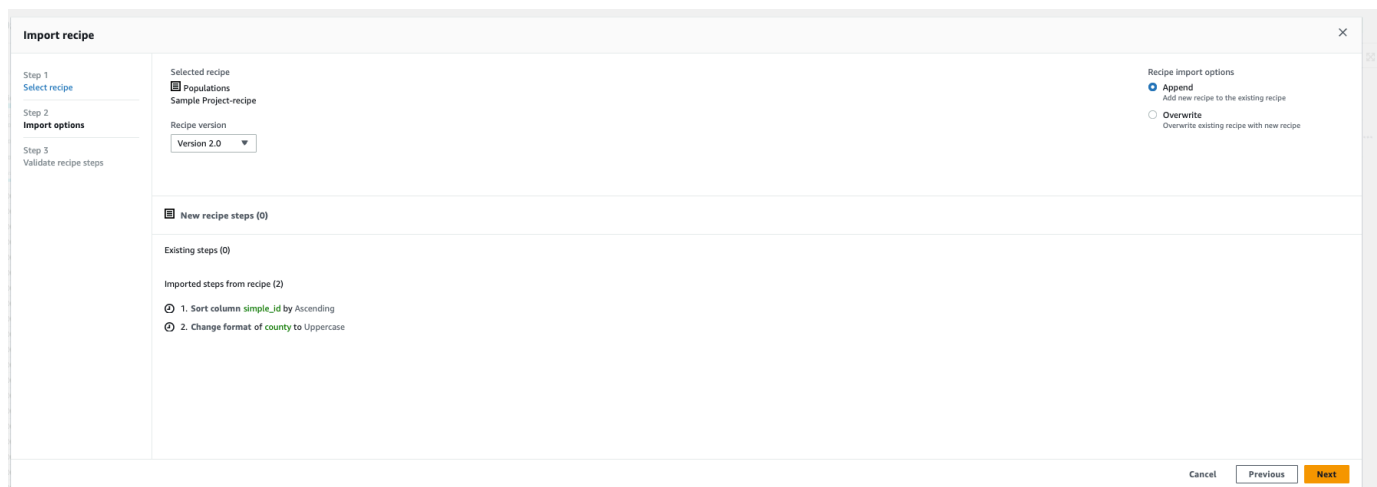 Import recipe
Step 1
Select recipe
Step 2
Import options
Step 3
Validate recipe steps
Selected recipe
Populations
Sample Project-recipe
Recipe version
Version 2.0
Recipe import options
Append
Add new recipe to the existing recipe
Overwrite
Overwrite existing recipe with new recipe
New recipe steps (0)
Existing steps (0)
Imported steps from recipe (2)
1. Sort column simple_id by Ascending
2. Change format of county to Uppercase
Cancel
Previous
Next